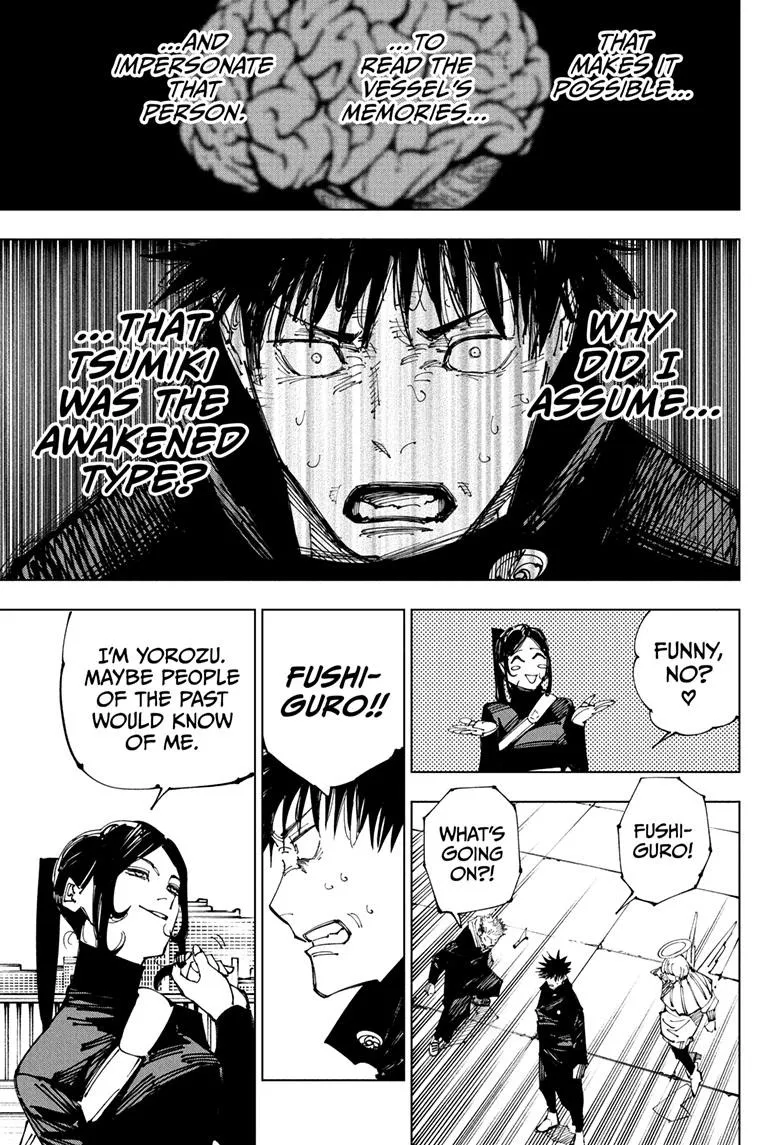 THAT
MAKES IT
POSSIBLE...
...TO
READ THE
VESSEL'S
MEMORIES...
...AND
IMPERSONATE
THAT
PERSON.
WHY
DID I
ASSUME...
...THAT
TSUMIKI
WAS THE
AWAKENED
TYPE?
FUNNY,
NO?
♡
FUSHI-
GURO!
WHAT'S
GOING
ON?!
FUSHI-
GURO!!
I'M YOROZU.
MAYBE PEOPLE
OF THE PAST
WOULD KNOW
OF ME.